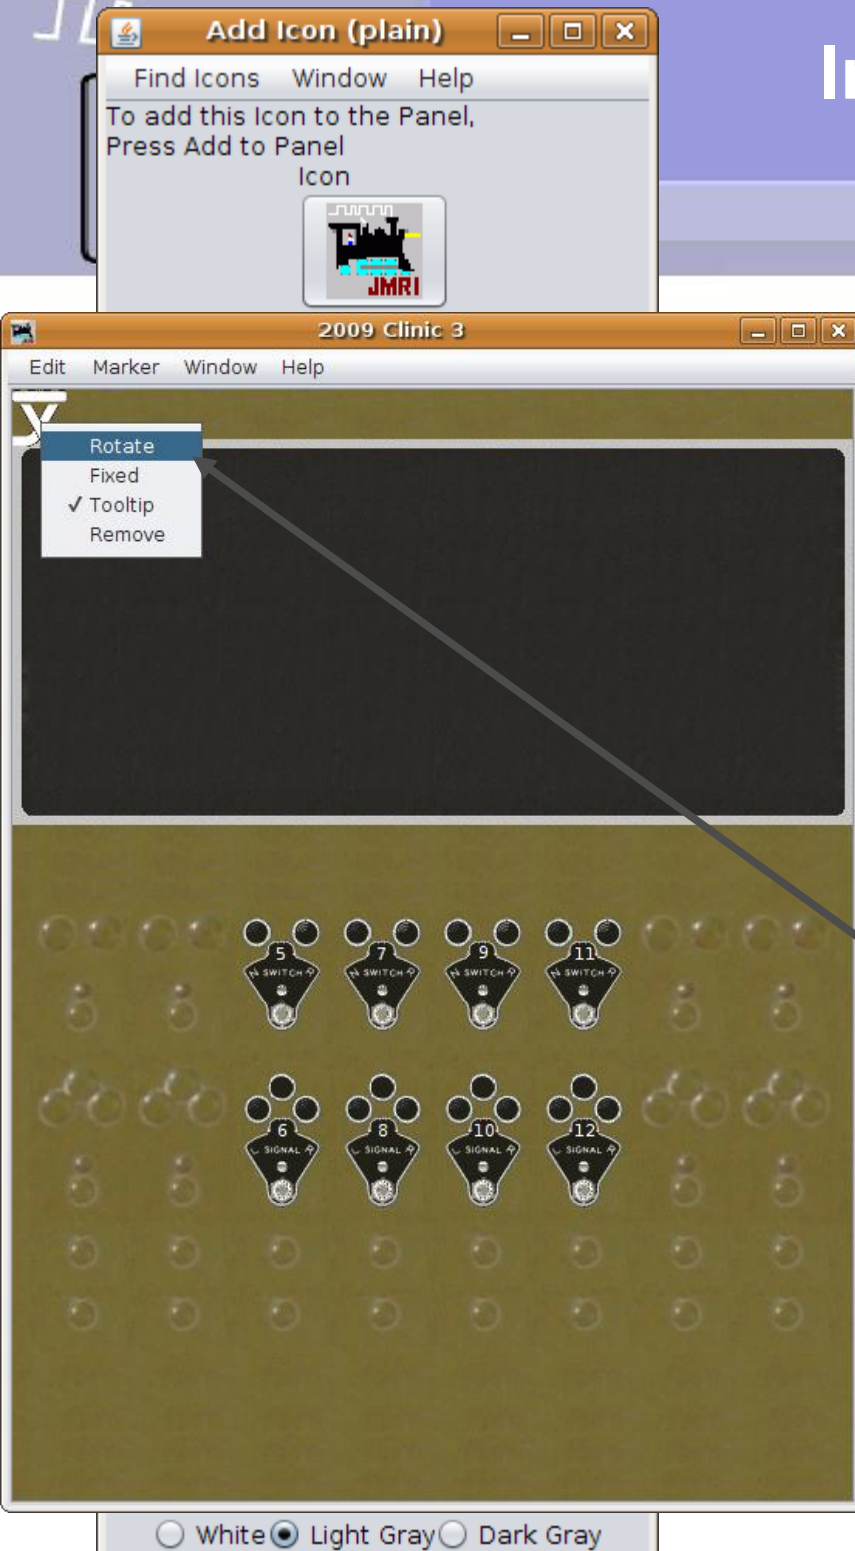 Add Icon (plain)
Find Icons Window Help
To add this Icon to the Panel,
Press Add to Panel
Icon
JMRI
2009 Clinic 3
Edit Marker Window Help
y
Rotate
Fixed
✓ Tooltip
Remove
5 7 9 11
N SWITCH R N SWITCH R N SWITCH R N SWITCH R
6 8 10 12
L SIGNAL R L SIGNAL R L SIGNAL R L SIGNAL R
White Light Gray Dark Gray